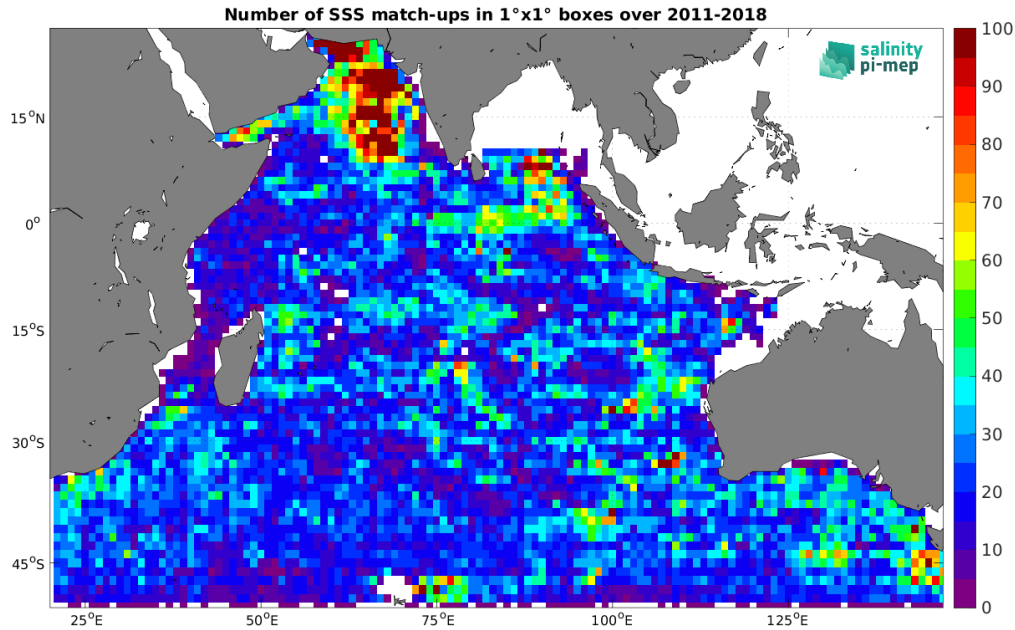 Number of SSS match-ups in 1°x1° boxes over 2011-2018
salinity
pi-mep
100
90
80
70
60
50
40
30
20
10
0
15°N
0°
15°S
30°S
45°S
25°E
50°E
75°E
100°E
125°E